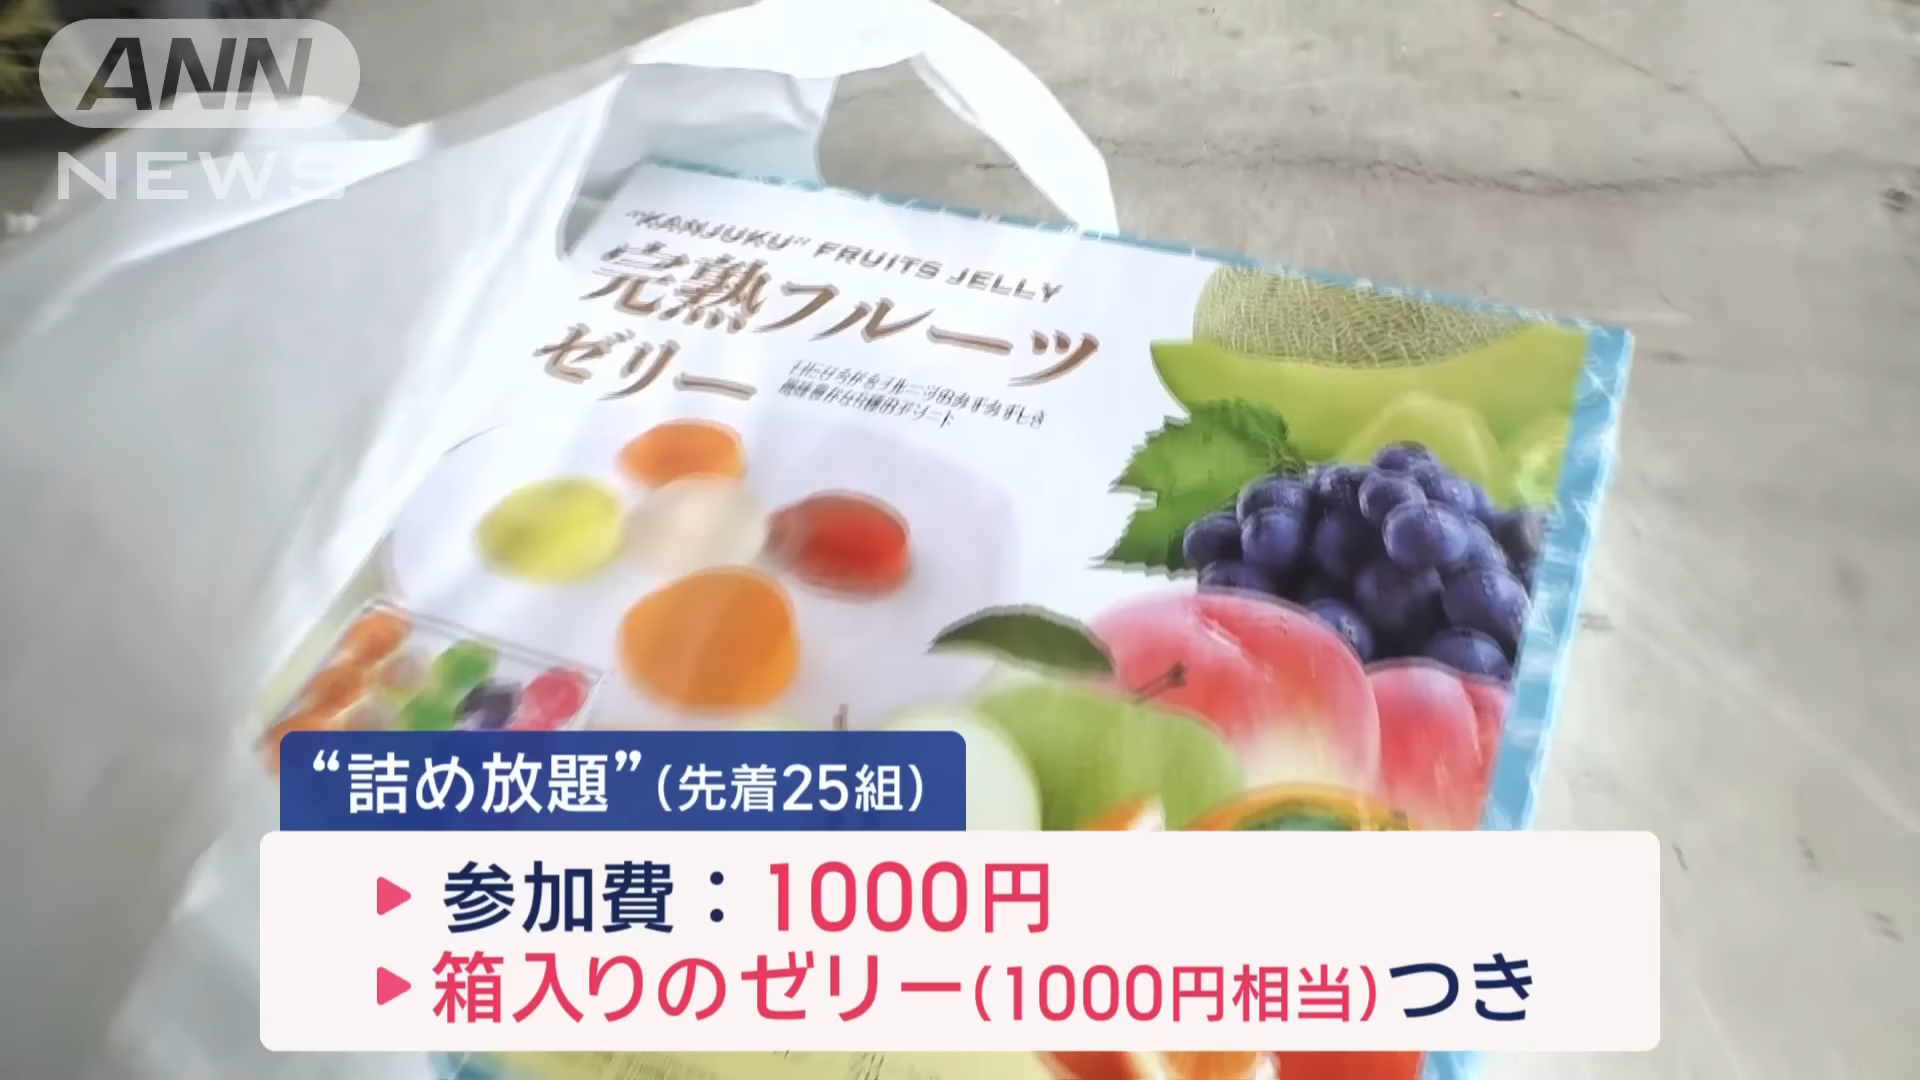 ANN
NEWS
"KANJUKU" FRUITS JELLY
完熟フルーツ
ゼリー
“詰め放題”(先着25組)
▶ 参加費：1000円
▶ 箱入りのゼリー(1000円相当)つき